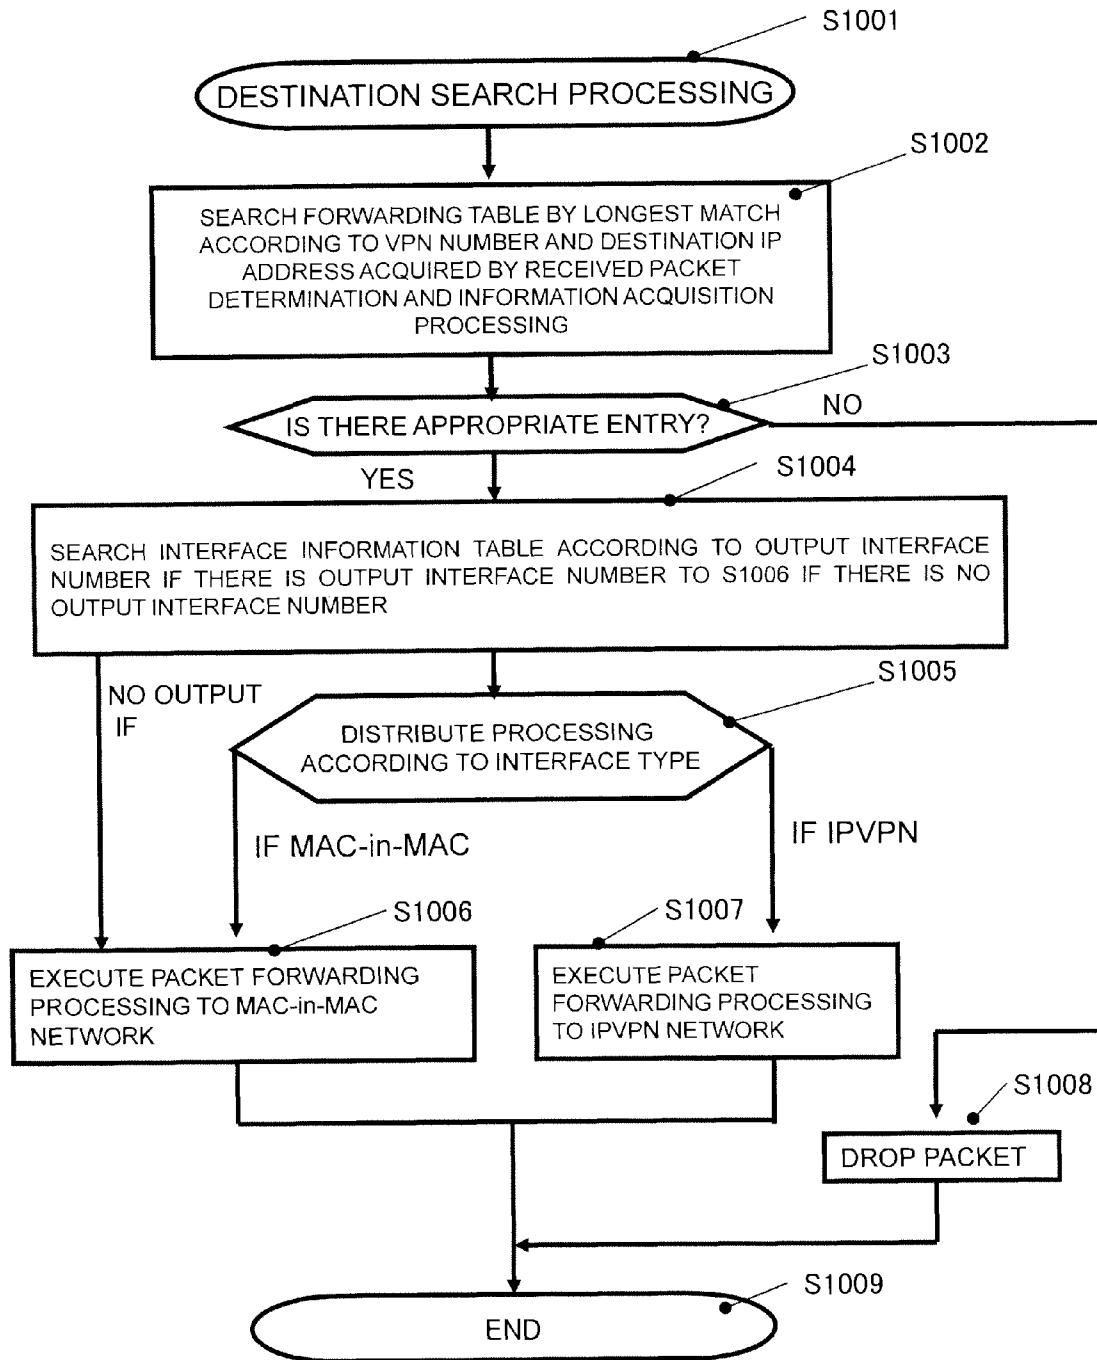 S1001
DESTINATION SEARCH PROCESSING
S1002
SEARCH FORWARDING TABLE BY LONGEST MATCH
ACCORDING TO VPN NUMBER AND DESTINATION IP
ADDRESS ACQUIRED BY RECEIVED PACKET
DETERMINATION AND INFORMATION ACQUISITION
PROCESSING
S1003
IS THERE APPROPRIATE ENTRY?
NO
YES
S1004
SEARCH INTERFACE INFORMATION TABLE ACCORDING TO OUTPUT INTERFACE
NUMBER IF THERE IS OUTPUT INTERFACE NUMBER TO S1006 IF THERE IS NO
OUTPUT INTERFACE NUMBER
NO OUTPUT
IF
S1005
DISTRIBUTE PROCESSING
ACCORDING TO INTERFACE TYPE
IF MAC-in-MAC
IF IPVPN
S1006
S1007
EXECUTE PACKET FORWARDING
PROCESSING TO MAC-in-MAC
NETWORK
EXECUTE PACKET
FORWARDING PROCESSING
TO IPVPN NETWORK
S1008
DROP PACKET
S1009
END